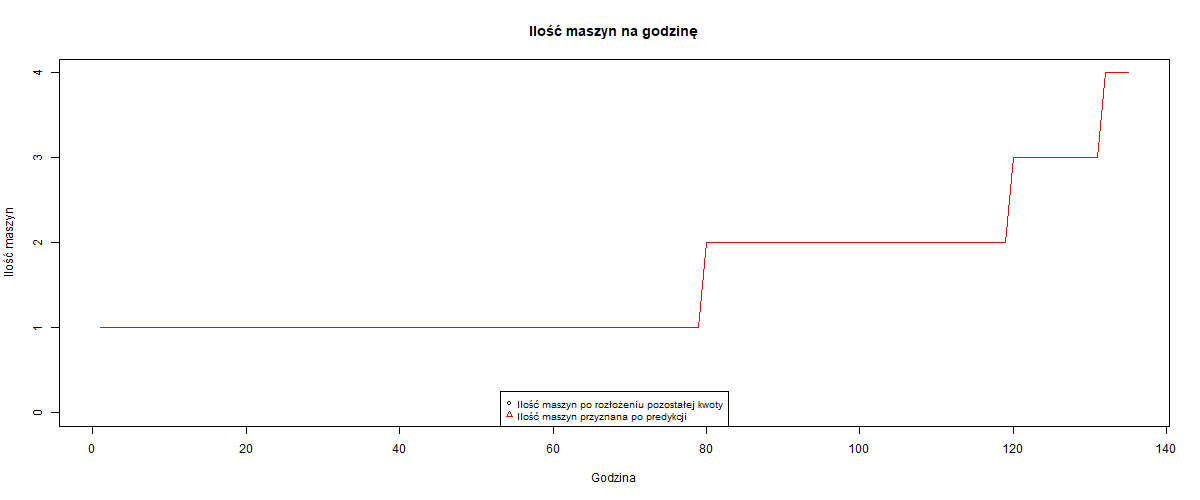 Ilość maszyn na godzinę
Ilość maszyn
4
3
2
1
0
Ilość maszyn po rozłożeniu pozostałej kwoty
Ilość maszyn przyznana po predykcji
0 20 40 60 80 100 120 140
Godzina